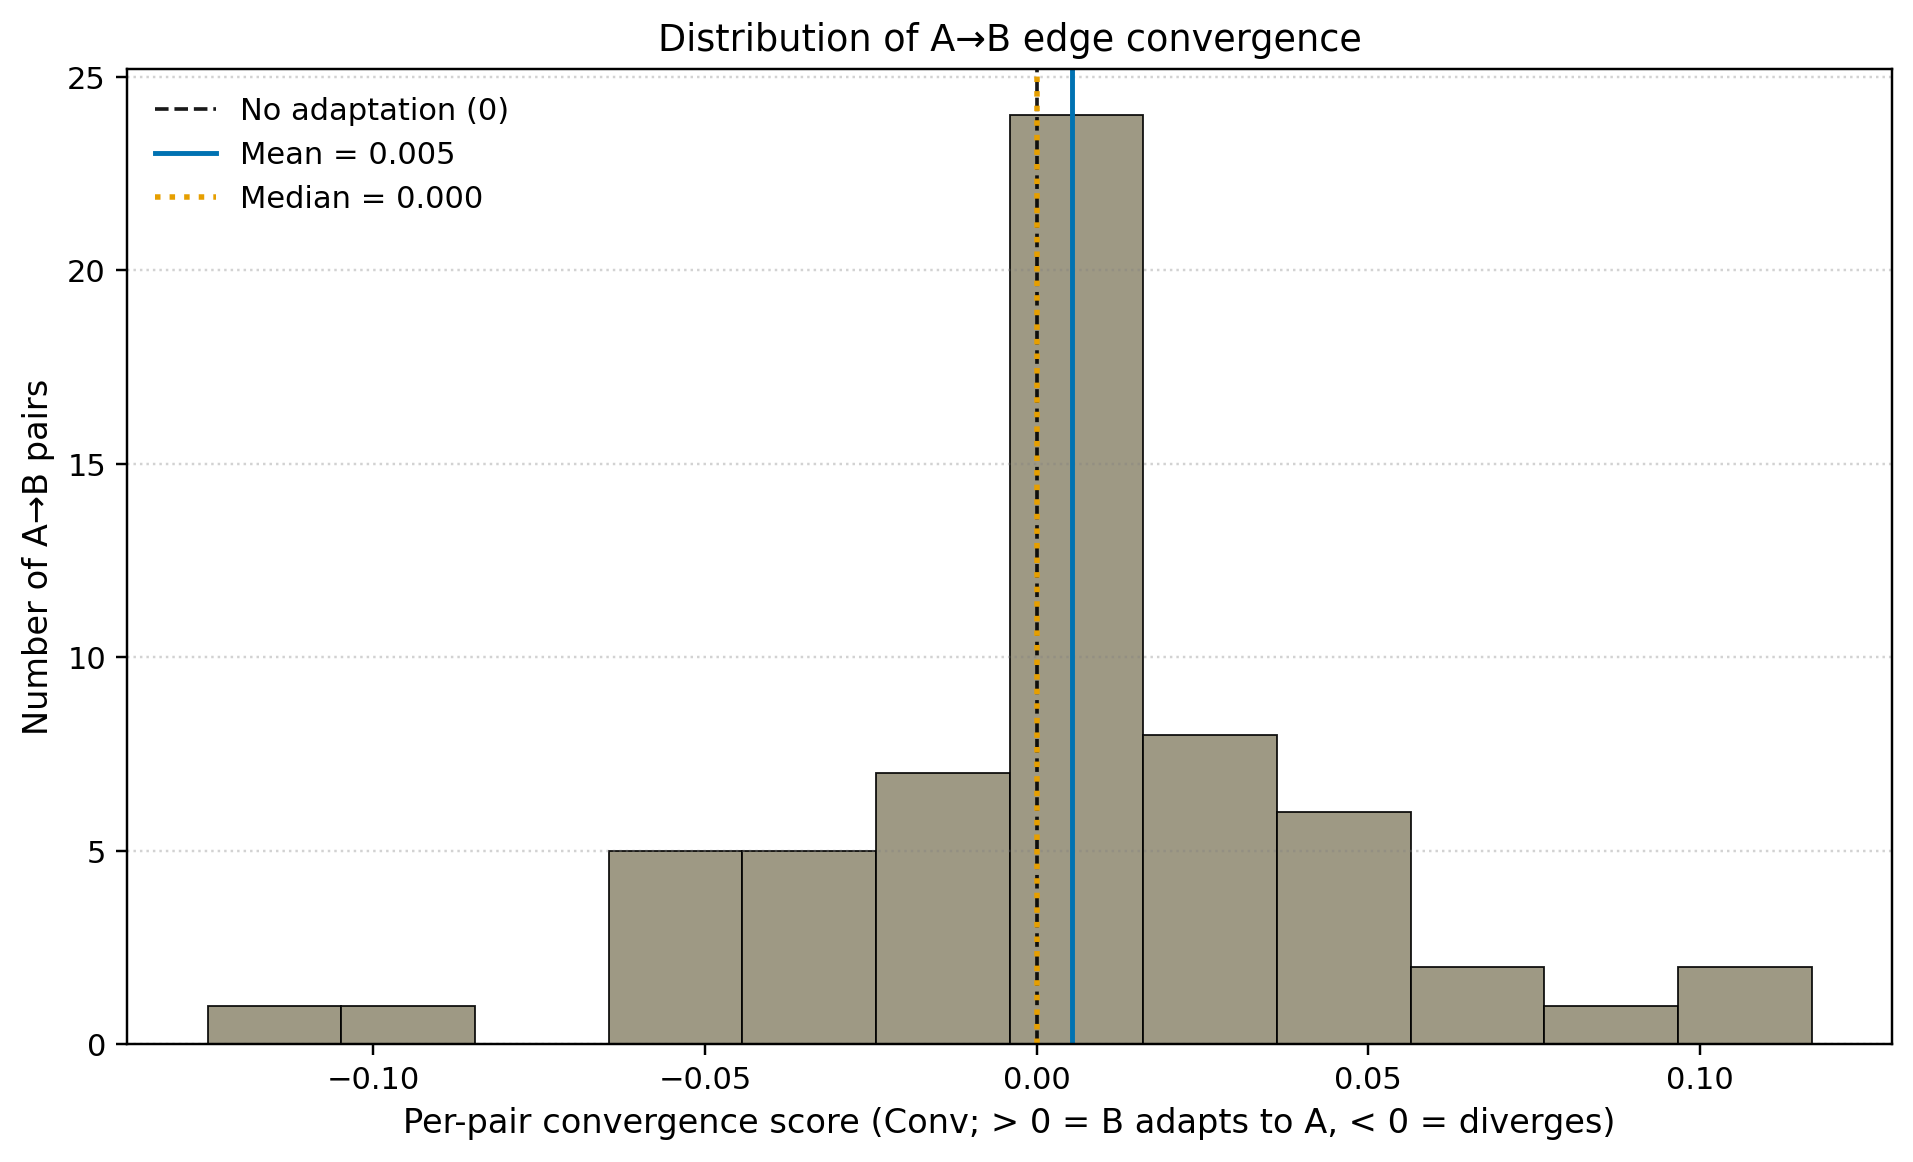 Distribution of A→B edge convergence
No adaptation (0)
Mean = 0.005
Median = 0.000
Number of A→B pairs
25
20
15
10
5
0
−0.10
−0.05
0.00
0.05
0.10
Per-pair convergence score (Conv; > 0 = B adapts to A, < 0 = diverges)